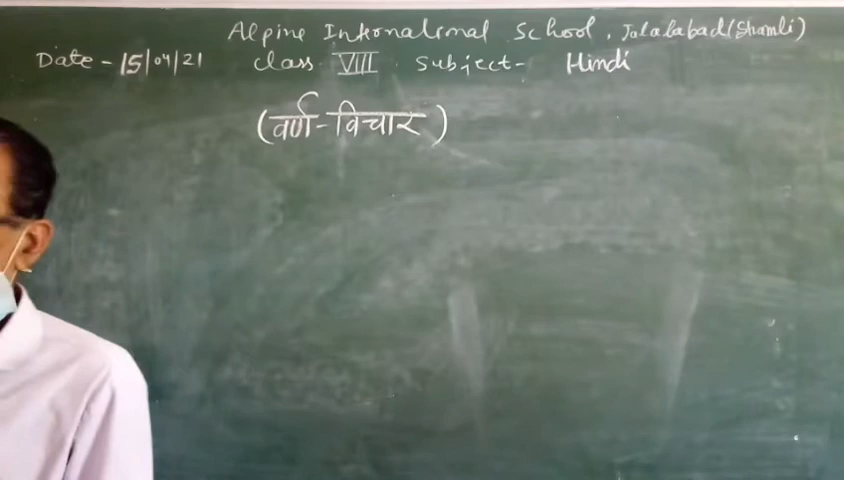 Alpine International School, Jalalabad (Shamli)
Date - 15/04/21 Class VIII Subject - Hindi
(वर्ण-विचार)